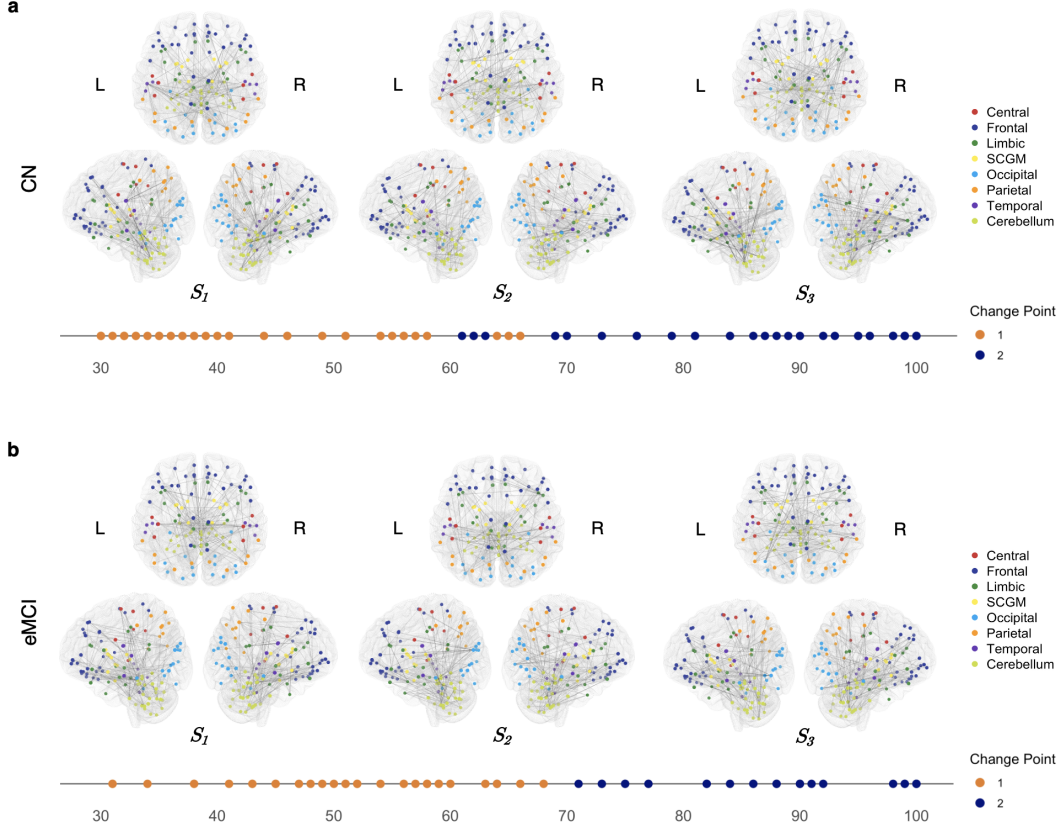 a
L R L R L R
CN
Central
Frontal
Limbic
SCGM
Occipital
Parietal
Temporal
Cerebellum
S1 S2 S3
Change Point
1
2
30 40 50 60 70 80 90 100
b
L R L R L R
eMCI
Central
Frontal
Limbic
SCGM
Occipital
Parietal
Temporal
Cerebellum
S1 S2 S3
Change Point
1
2
30 40 50 60 70 80 90 100